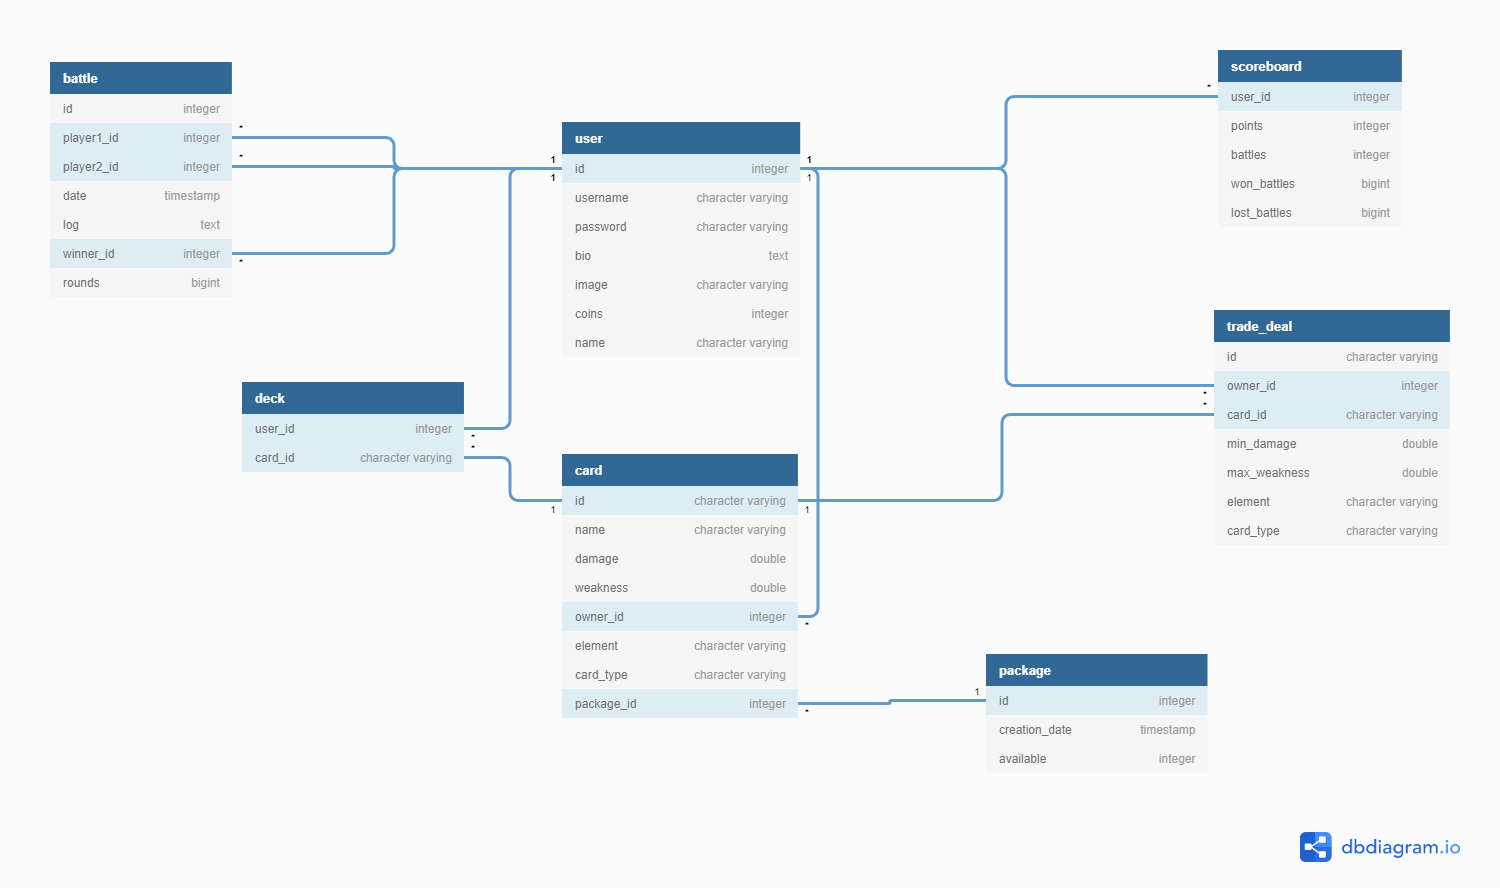 battle
id integer
player1_id integer
player2_id integer
date timestamp
log text
winner_id integer
rounds bigint
*
*
*
user
id integer
username character varying
password character varying
bio text
image character varying
coins integer
name character varying
1
1
1
1
scoreboard
user_id integer
points integer
battles integer
won_battles bigint
lost_battles bigint
*
trade_deal
id character varying
owner_id integer
card_id character varying
min_damage double
max_weakness double
element character varying
card_type character varying
*
*
deck
user_id integer
card_id character varying
*
*
card
id character varying
name character varying
damage double
weakness double
owner_id integer
element character varying
card_type character varying
package_id integer
1
1
*
*
package
id integer
creation_date timestamp
available integer
1
dbdiagram.io